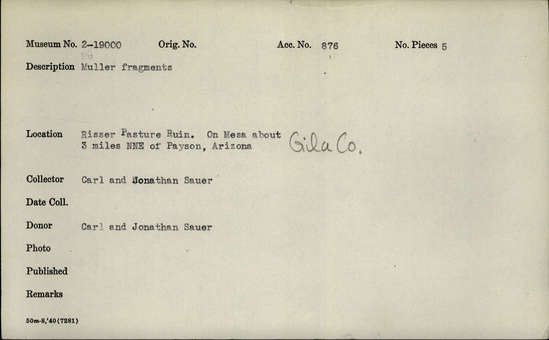 Museum No. 2-19000 Orig. No. Acc. No. 876 No. Pieces 5
Description Muller fragments
Location Risser Pasture Ruin. On Mesa about
3 miles NNE of Payson, Arizona Gila Co.
Collector Carl and Jonathan Sauer
Date Coll.
Donor Carl and Jonathan Sauer
Photo
Published
Remarks
50m-8,'40(7281)